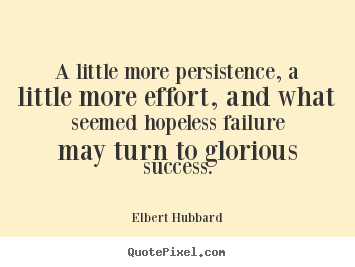 A little more persistence, a
little more effort, and what
seemed hopeless failure
may turn to glorious
success.
Elbert Hubbard
QuotePixel.com